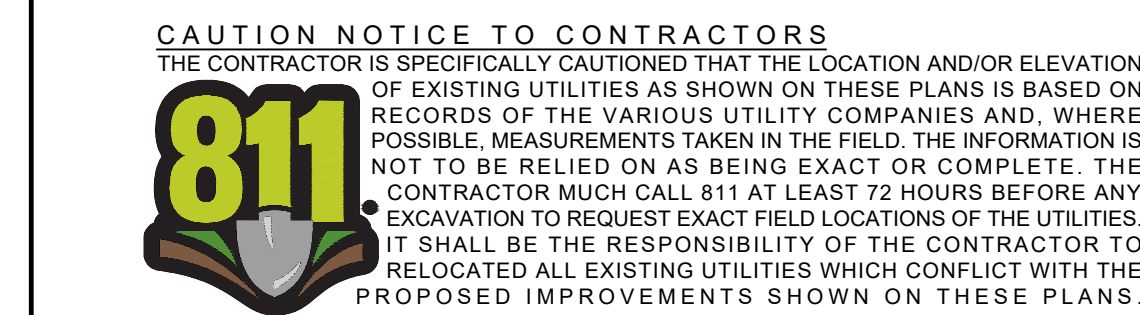 CAUTION NOTICE TO CONTRACTORS
THE CONTRACTOR IS SPECIFICALLY CAUTIONED THAT THE LOCATION AND/OR ELEVATION
OF EXISTING UTILITIES AS SHOWN ON THESE PLANS IS BASED ON
RECORDS OF THE VARIOUS UTILITY COMPANIES AND, WHERE
POSSIBLE, MEASUREMENTS TAKEN IN THE FIELD. THE INFORMATION IS
NOT TO BE RELIED ON AS BEING EXACT OR COMPLETE. THE
CONTRACTOR MUCH CALL 811 AT LEAST 72 HOURS BEFORE ANY
EXCAVATION TO REQUEST EXACT FIELD LOCATIONS OF THE UTILITIES.
IT SHALL BE THE RESPONSIBILITY OF THE CONTRACTOR TO
RELOCATED ALL EXISTING UTILITIES WHICH CONFLICT WITH THE
PROPOSED IMPROVEMENTS SHOWN ON THESE PLANS.
811